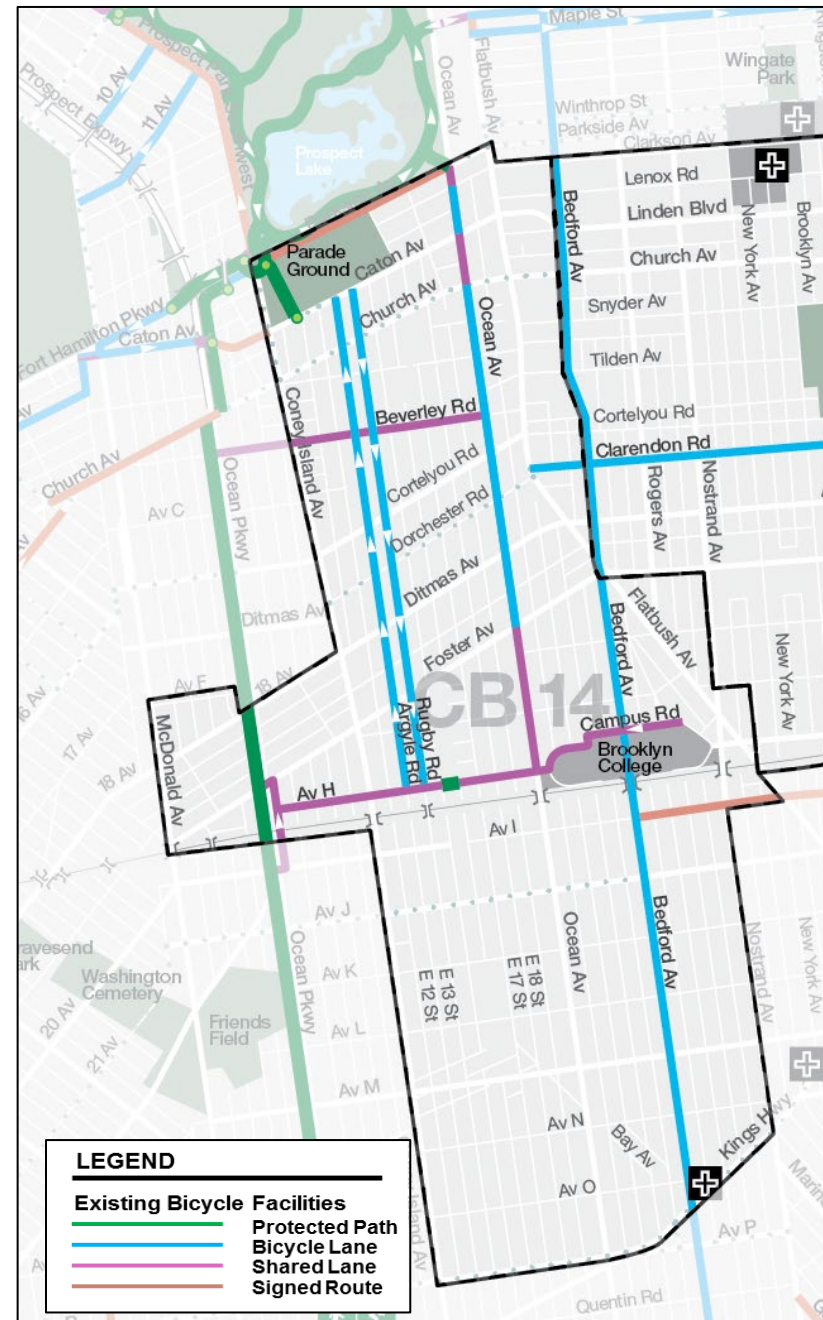 Maple St
Prospect Park Southwest
Flatbush Av
Ocean Av
10 Av
11 Av
Prospect Expwy
Wingate
Park
Winthrop St
Parkside Av
Clarkson Av
Prospect
Lake
Lenox Rd
Linden Blvd
Bedford Av
New York Av
Brooklyn Av
Parade
Ground
Caton Av
Church Av
Church Av
Snyder Av
Fort Hamilton Pkwy
Caton Av
Ocean Av
Tilden Av
Coney Island Av
Beverley Rd
Cortelyou Rd
Clarendon Rd
Church Av
Ocean Pkwy
Cortelyou Rd
Rogers Av
Nostrand Av
Av C
Dorchester Rd
Ditmas Av
Ditmas Av
Flatbush Av
Foster Av
Bedford Av
New York Av
Av F
18 Av
16 Av
17 Av
18 Av
McDonald Av
CB 14
Argyle Rd
Rugby Rd
Campus Rd
Brooklyn
College
Av H
Av I
Av J
Ocean Pkwy
Ocean Av
Bedford Av
Nostrand Av
New York Av
ravesend
ark
Washington
Cemetery
Av K
E 12 St
E 13 St
E 17 St
E 18 St
20 Av
21 Av
Friends
Field
Av L
Av M
Av N
Bay Av
Kings Hwy
Av O
Av P
Quentin Rd
LEGEND
Existing Bicycle Facilities
Protected Path
Bicycle Lane
Shared Lane
Signed Route